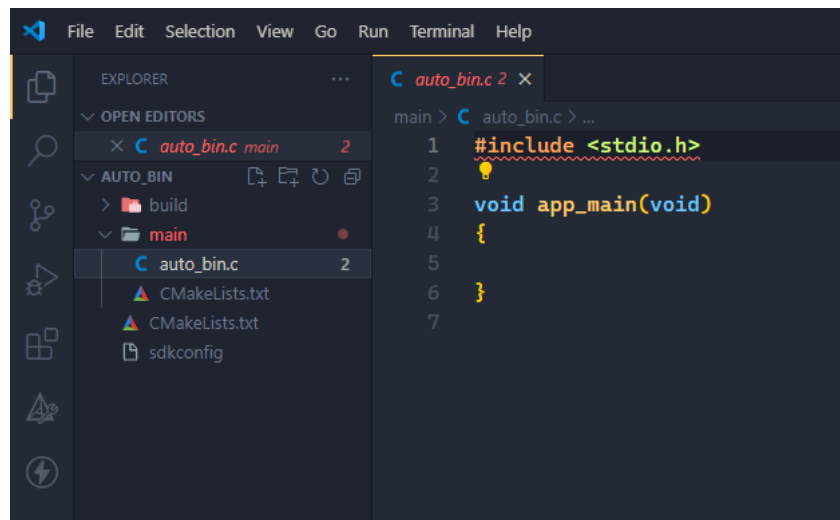 File Edit Selection View Go Run Terminal Help
EXPLORER ...
OPEN EDITORS
auto_bin.c main 2
AUTO_BIN
build
main
auto_bin.c 2
CMakeLists.txt
CMakeLists.txt
sdkconfig
auto_bin.c 2
main > auto_bin.c > ...
1 #include <stdio.h>
2
3 void app_main(void)
4 {
5
6 }
7